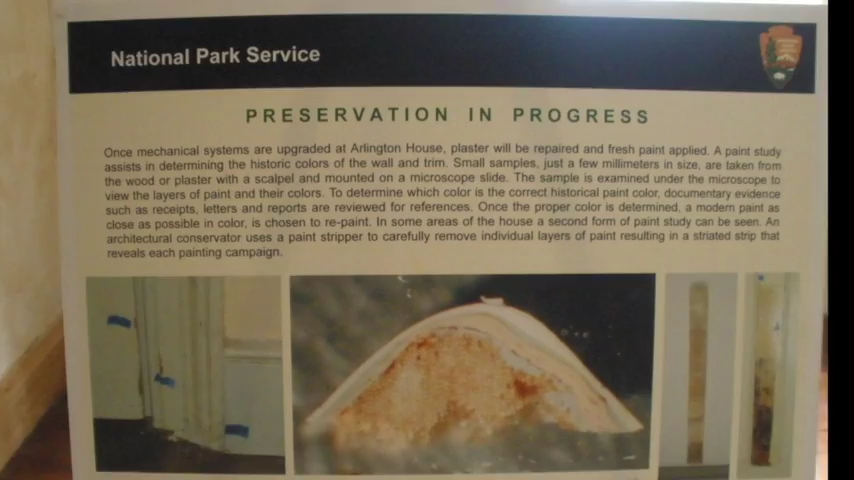 National Park Service
PRESERVATION IN PROGRESS
Once mechanical systems are upgraded at Arlington House, plaster will be repaired and fresh paint applied. A paint study
assists in determining the historic colors of the wall and trim. Small samples, just a few millimeters in size, are taken from
the wood or plaster with a scalpel and mounted on a microscope slide. The sample is examined under the microscope to
view the layers of paint and their colors. To determine which color is the correct historical paint color, documentary evidence
such as receipts, letters and reports are reviewed for references. Once the proper color is determined, a modern paint as
close as possible in color, is chosen to re-paint. In some areas of the house a second form of paint study can be seen. An
architectural conservator uses a paint stripper to carefully remove individual layers of paint resulting in a striated strip that
reveals each painting campaign.